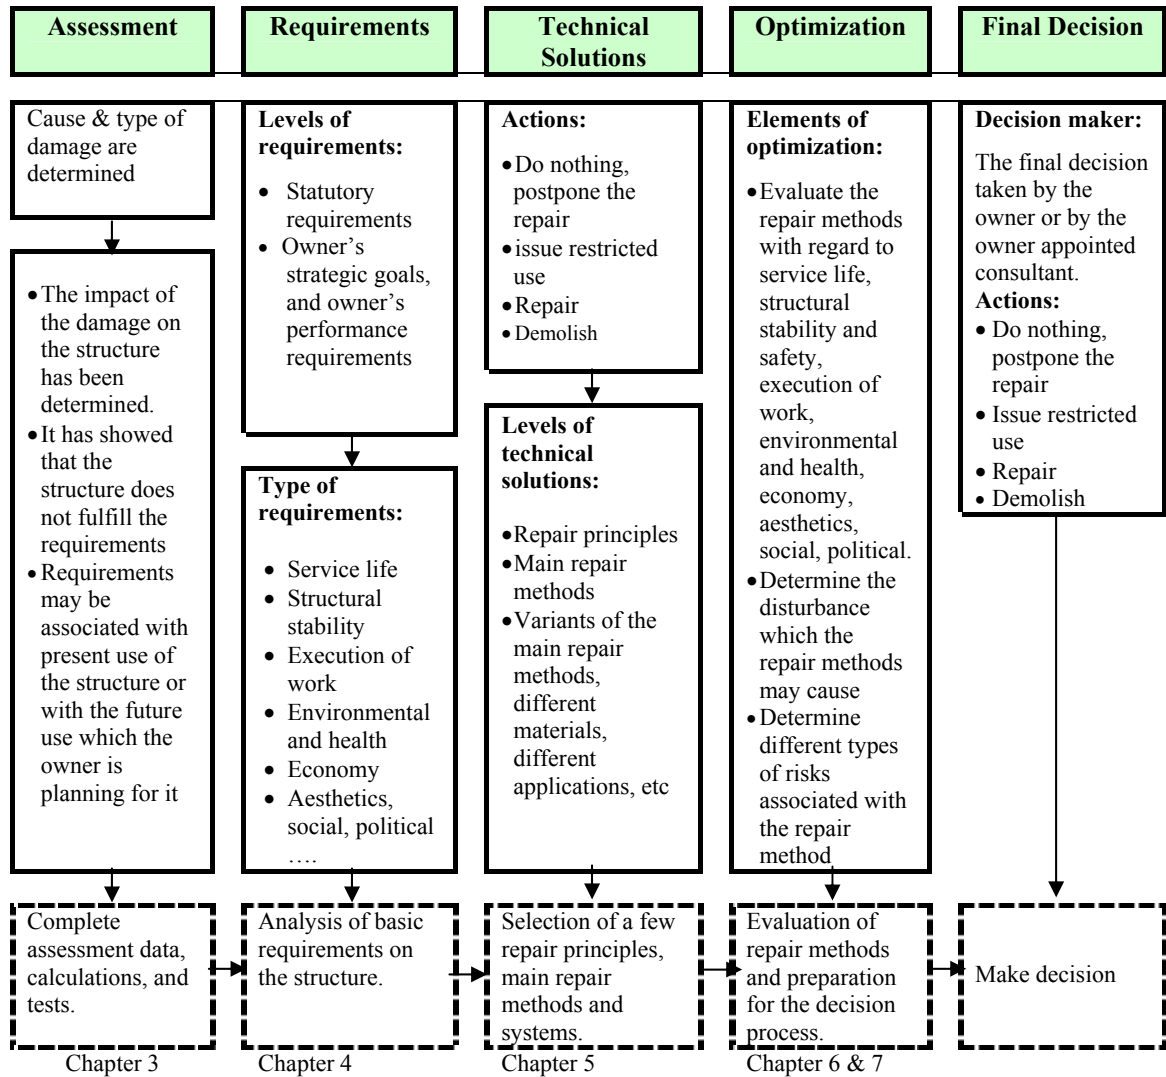 Assessment
Requirements
Technical
Solutions
Optimization
Final Decision
Cause & type of
damage are
determined
• The impact of
the damage on
the structure
has been
determined.
• It has showed
that the
structure does
not fulfill the
requirements
• Requirements
may be
associated with
present use of
the structure or
with the future
use which the
owner is
planning for it
Complete
assessment data,
calculations, and
tests.
Chapter 3
Levels of
requirements:
• Statutory
requirements
• Owner's
strategic goals,
and owner's
performance
requirements
Type of
requirements:
• Service life
• Structural
stability
• Execution of
work
• Environmental
and health
• Economy
• Aesthetics,
social, political
….
Analysis of basic
requirements on
the structure.
Chapter 4
Actions:
• Do nothing,
postpone the
repair
• issue restricted
use
• Repair
• Demolish
Levels of
technical
solutions:
• Repair principles
• Main repair
methods
• Variants of the
main repair
methods,
different
materials,
different
applications, etc
Selection of a few
repair principles,
main repair
methods and
systems.
Chapter 5
Elements of
optimization:
• Evaluate the
repair methods
with regard to
service life,
structural
stability and
safety,
execution of
work,
environmental
and health,
economy,
aesthetics,
social, political.
• Determine the
disturbance
which the
repair methods
may cause
• Determine
different types
of risks
associated with
the repair
method
Evaluation of
repair methods
and preparation
for the decision
process.
Chapter 6 & 7
Decision maker:
The final decision
taken by the
owner or by the
owner appointed
consultant.
Actions:
• Do nothing,
postpone the
repair
• Issue restricted
use
• Repair
• Demolish
Make decision